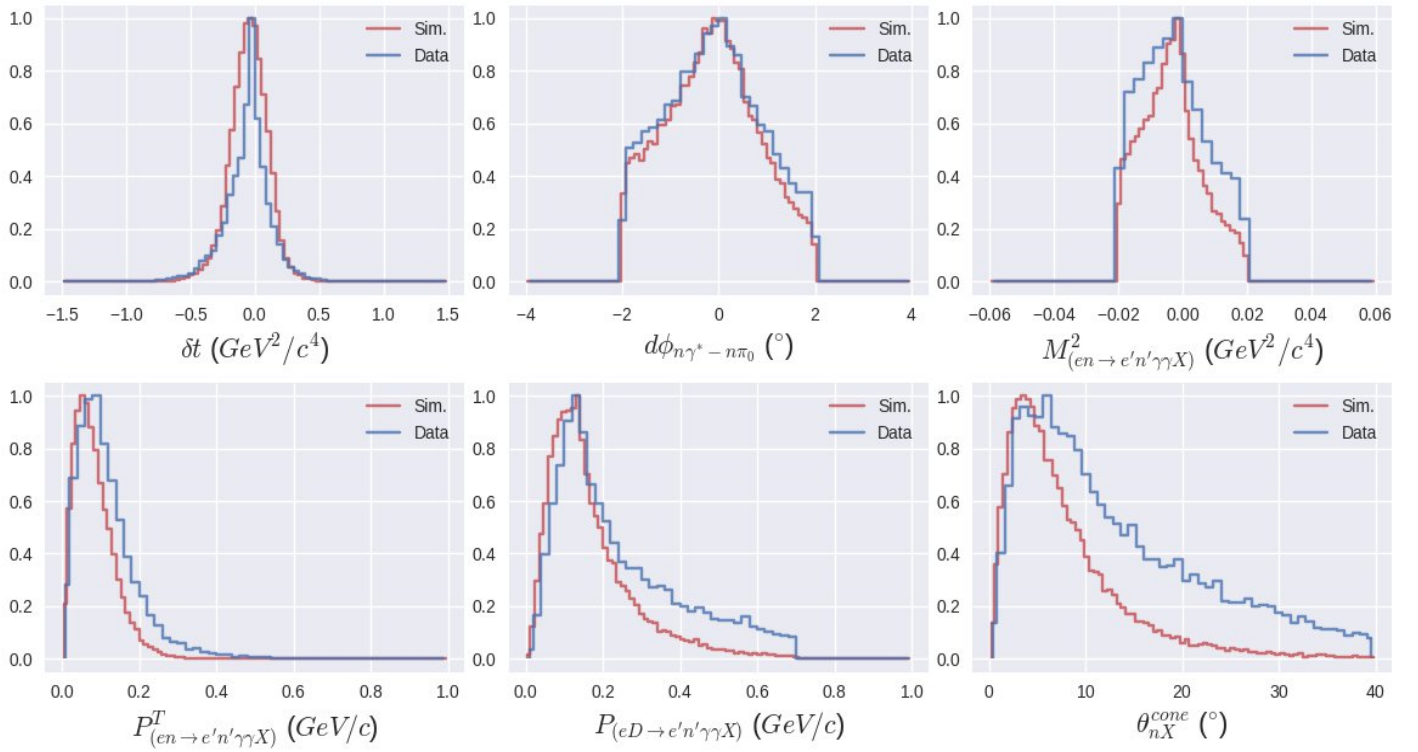 Sim.
Data
1.0
0.8
0.6
0.4
0.2
0.0
−1.5 −1.0 −0.5 0.0 0.5 1.0 1.5
δt (GeV²/c⁴)
Sim.
Data
1.0
0.8
0.6
0.4
0.2
0.0
−4 −2 0 2 4
dϕ_{nγ* − nπ₀} (°)
Sim.
Data
1.0
0.8
0.6
0.4
0.2
0.0
−0.06 −0.04 −0.02 0.00 0.02 0.04 0.06
M²_{(en → e′n′γγX)} (GeV²/c⁴)
Sim.
Data
1.0
0.8
0.6
0.4
0.2
0.0
0.0 0.2 0.4 0.6 0.8 1.0
P^T_{(en → e′n′γγX)} (GeV/c)
Sim.
Data
1.0
0.8
0.6
0.4
0.2
0.0
0.0 0.2 0.4 0.6 0.8 1.0
P_{(eD → e′n′γγX)} (GeV/c)
Sim.
Data
1.0
0.8
0.6
0.4
0.2
0.0
0 10 20 30 40
θ^{cone}_{nX} (°)